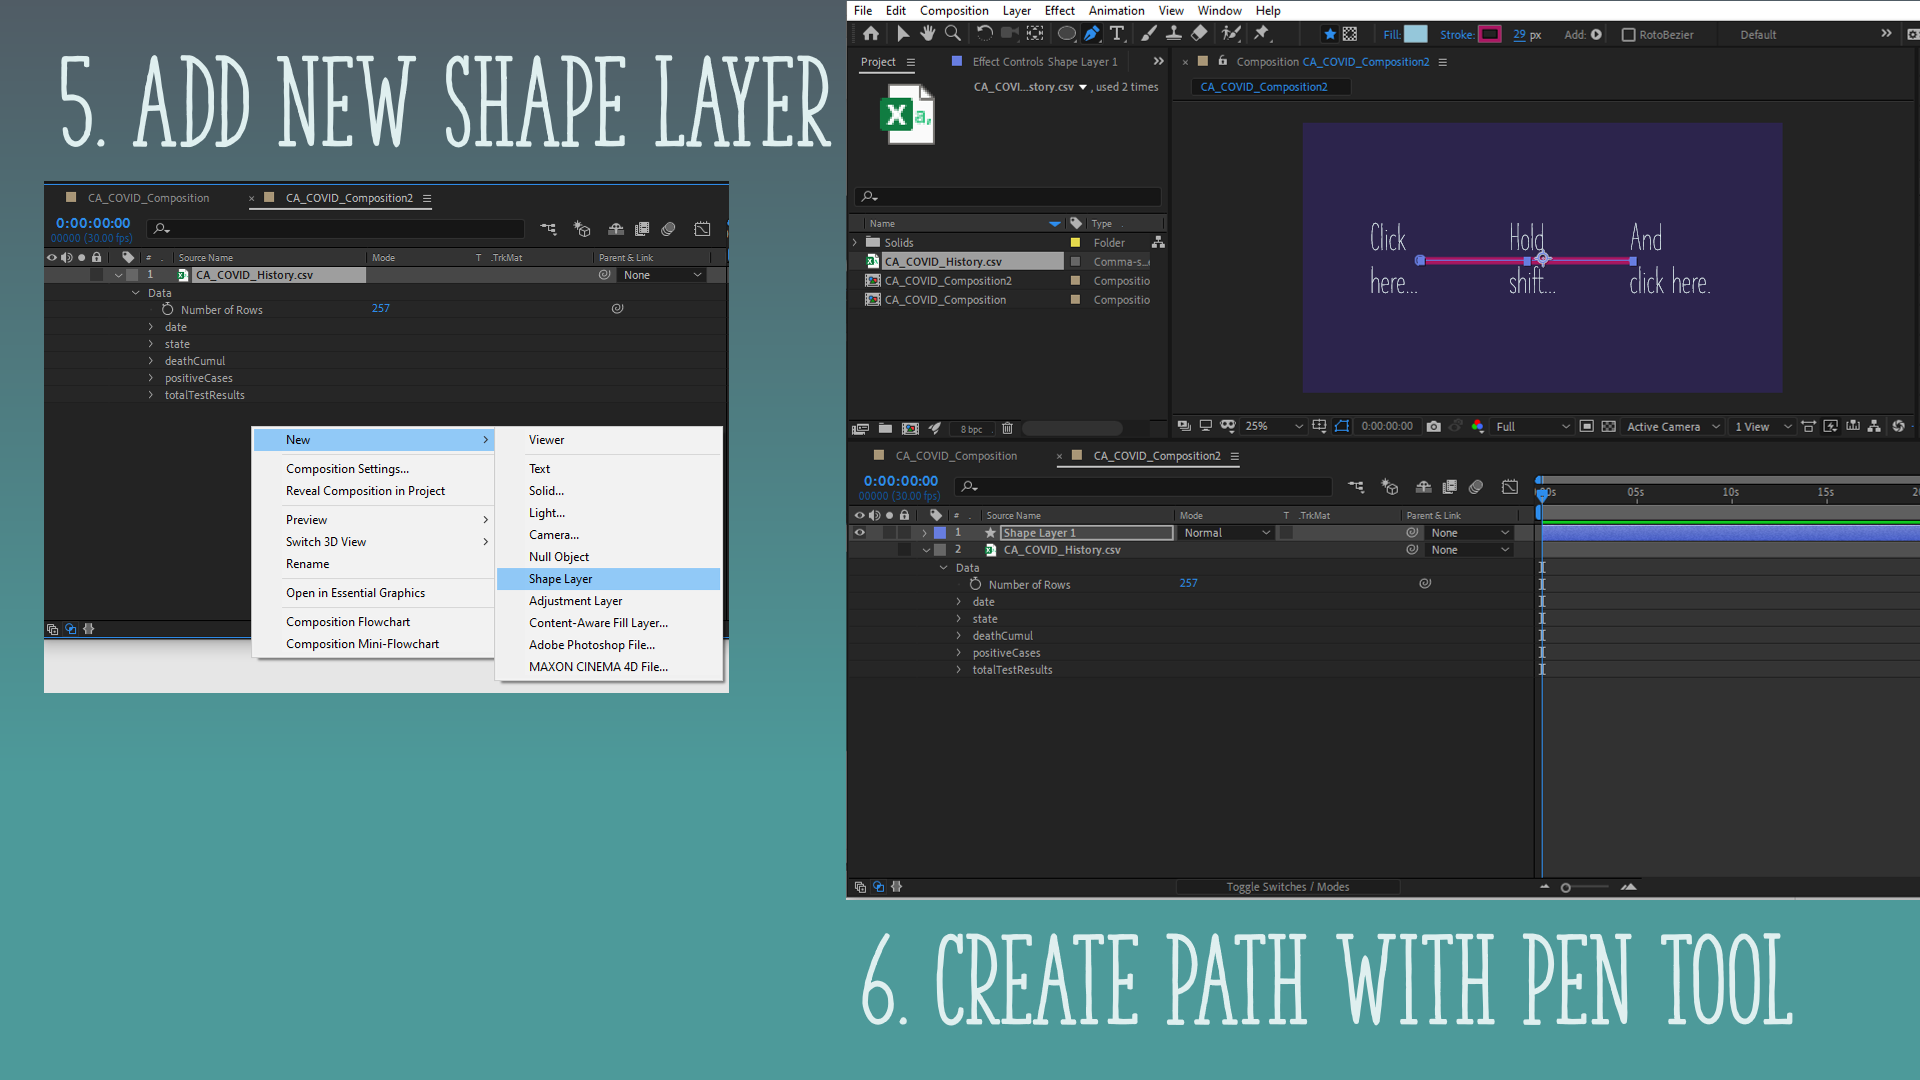 5. ADD NEW SHAPE LAYER
CA_COVID_Composition
× CA_COVID_Composition2
0:00:00:00
00000 (30.00 fps)
# Source Name Mode T .TrkMat Parent & Link
1 CA_COVID_History.csv None
Data
Number of Rows 257
date
state
deathCumul
positiveCases
totalTestResults
New
Composition Settings...
Reveal Composition in Project
Preview
Switch 3D View
Rename
Open in Essential Graphics
Composition Flowchart
Composition Mini-Flowchart
Viewer
Text
Solid...
Light...
Camera...
Null Object
Shape Layer
Adjustment Layer
Content-Aware Fill Layer...
Adobe Photoshop File...
MAXON CINEMA 4D File...
File Edit Composition Layer Effect Animation View Window Help
Fill: Stroke: 29 px Add: RotoBezier Default
Project Effect Controls Shape Layer 1
CA_COVI...story.csv , used 2 times
X a,
Name Type
Solids Folder
CA_COVID_History.csv Comma-s...
CA_COVID_Composition2 Compositio
CA_COVID_Composition Compositio
8 bpc
× Composition CA_COVID_Composition2
CA_COVID_Composition2
Click
here...
Hold
shift...
And
click here.
25% 0:00:00:00 Full Active Camera 1 View
CA_COVID_Composition
× CA_COVID_Composition2
0:00:00:00
00000 (30.00 fps)
:00s 05s 10s 15s
# Source Name Mode T .TrkMat Parent & Link
1 Shape Layer 1 Normal None
2 CA_COVID_History.csv None
Data
Number of Rows 257
date
state
deathCumul
positiveCases
totalTestResults
Toggle Switches / Modes
6. CREATE PATH WITH PEN TOOL